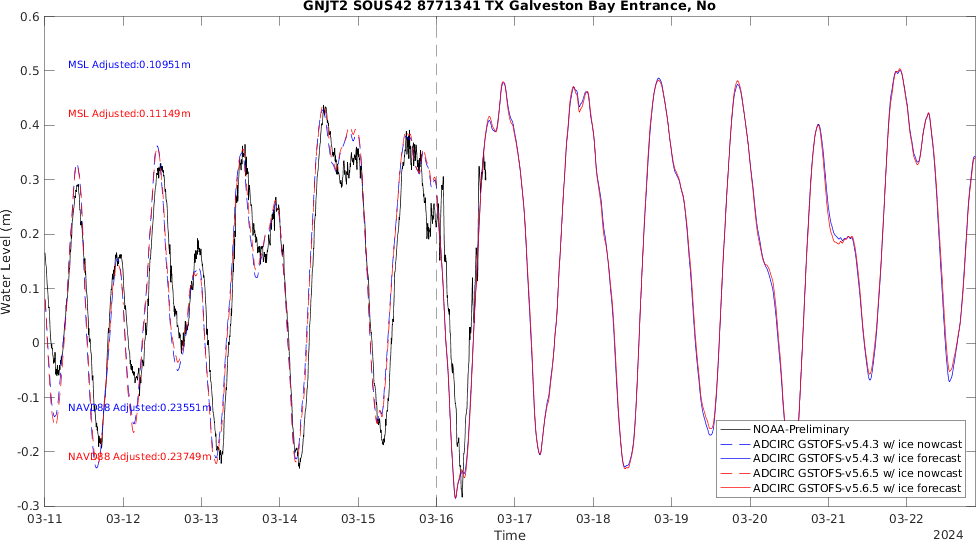 GNJT2 SOUS42 8771341 TX Galveston Bay Entrance, No
0.6
0.5
0.4
0.3
0.2
0.1
0
-0.1
-0.2
-0.3
Water Level (m)
MSL Adjusted:0.10951m
MSL Adjusted:0.11149m
NAVD88 Adjusted:0.23551m
NAVD88 Adjusted:0.23749m
NOAA-Preliminary
ADCIRC GSTOFS-v5.4.3 w/ ice nowcast
ADCIRC GSTOFS-v5.4.3 w/ ice forecast
ADCIRC GSTOFS-v5.6.5 w/ ice nowcast
ADCIRC GSTOFS-v5.6.5 w/ ice forecast
03-11 03-12 03-13 03-14 03-15 03-16 03-17 03-18 03-19 03-20 03-21 03-22
Time
2024